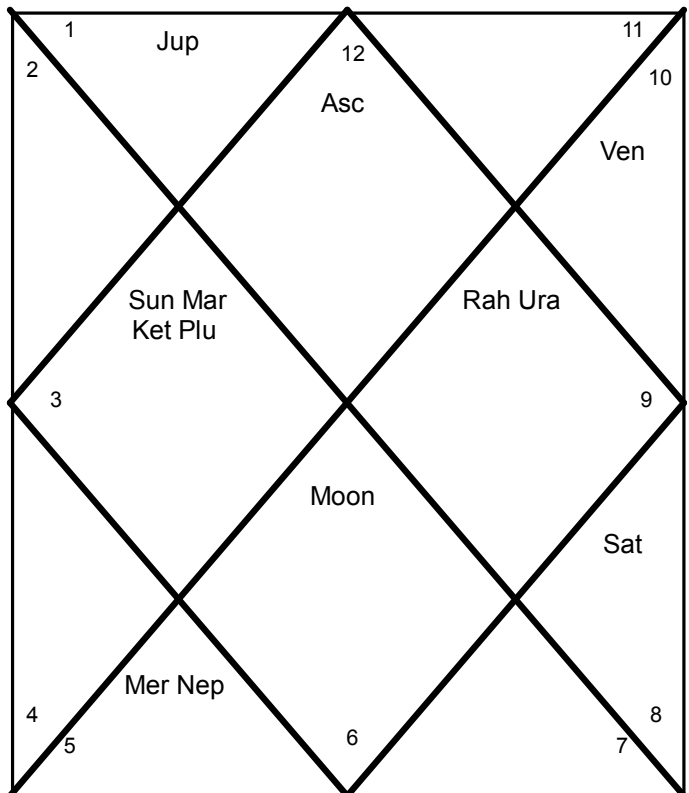 1
Jup
12
11
2
10
Asc
Ven
Sun Mar
Ket Plu
Rah Ura
3
9
Moon
Sat
Mer Nep
4
5
6
7
8